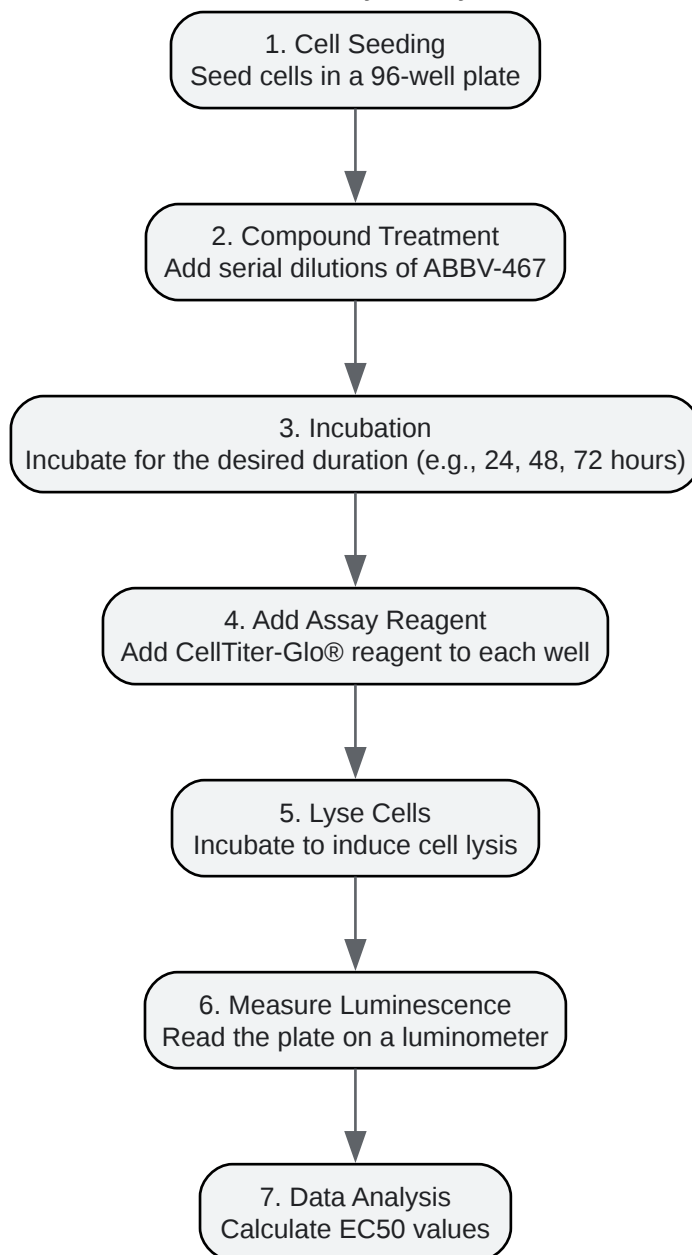 1. Cell Seeding
Seed cells in a 96-well plate
2. Compound Treatment
Add serial dilutions of ABBV-467
3. Incubation
Incubate for the desired duration (e.g., 24, 48, 72 hours)
4. Add Assay Reagent
Add CellTiter-Glo® reagent to each well
5. Lyse Cells
Incubate to induce cell lysis
6. Measure Luminescence
Read the plate on a luminometer
7. Data Analysis
Calculate EC50 values